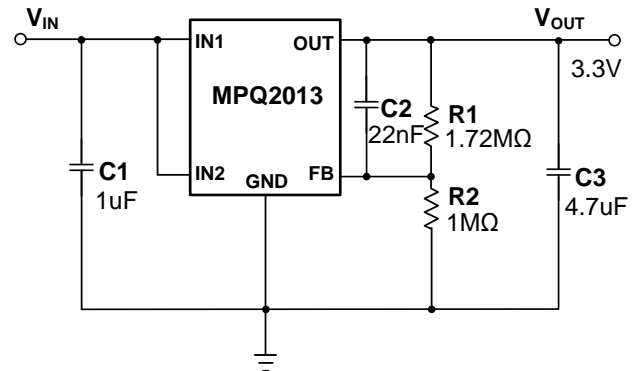 VIN
VOUT
IN1
OUT
3.3V
MPQ2013
C2
22nF
R1
1.72MΩ
C1
1uF
IN2
GND
FB
R2
1MΩ
C3
4.7uF